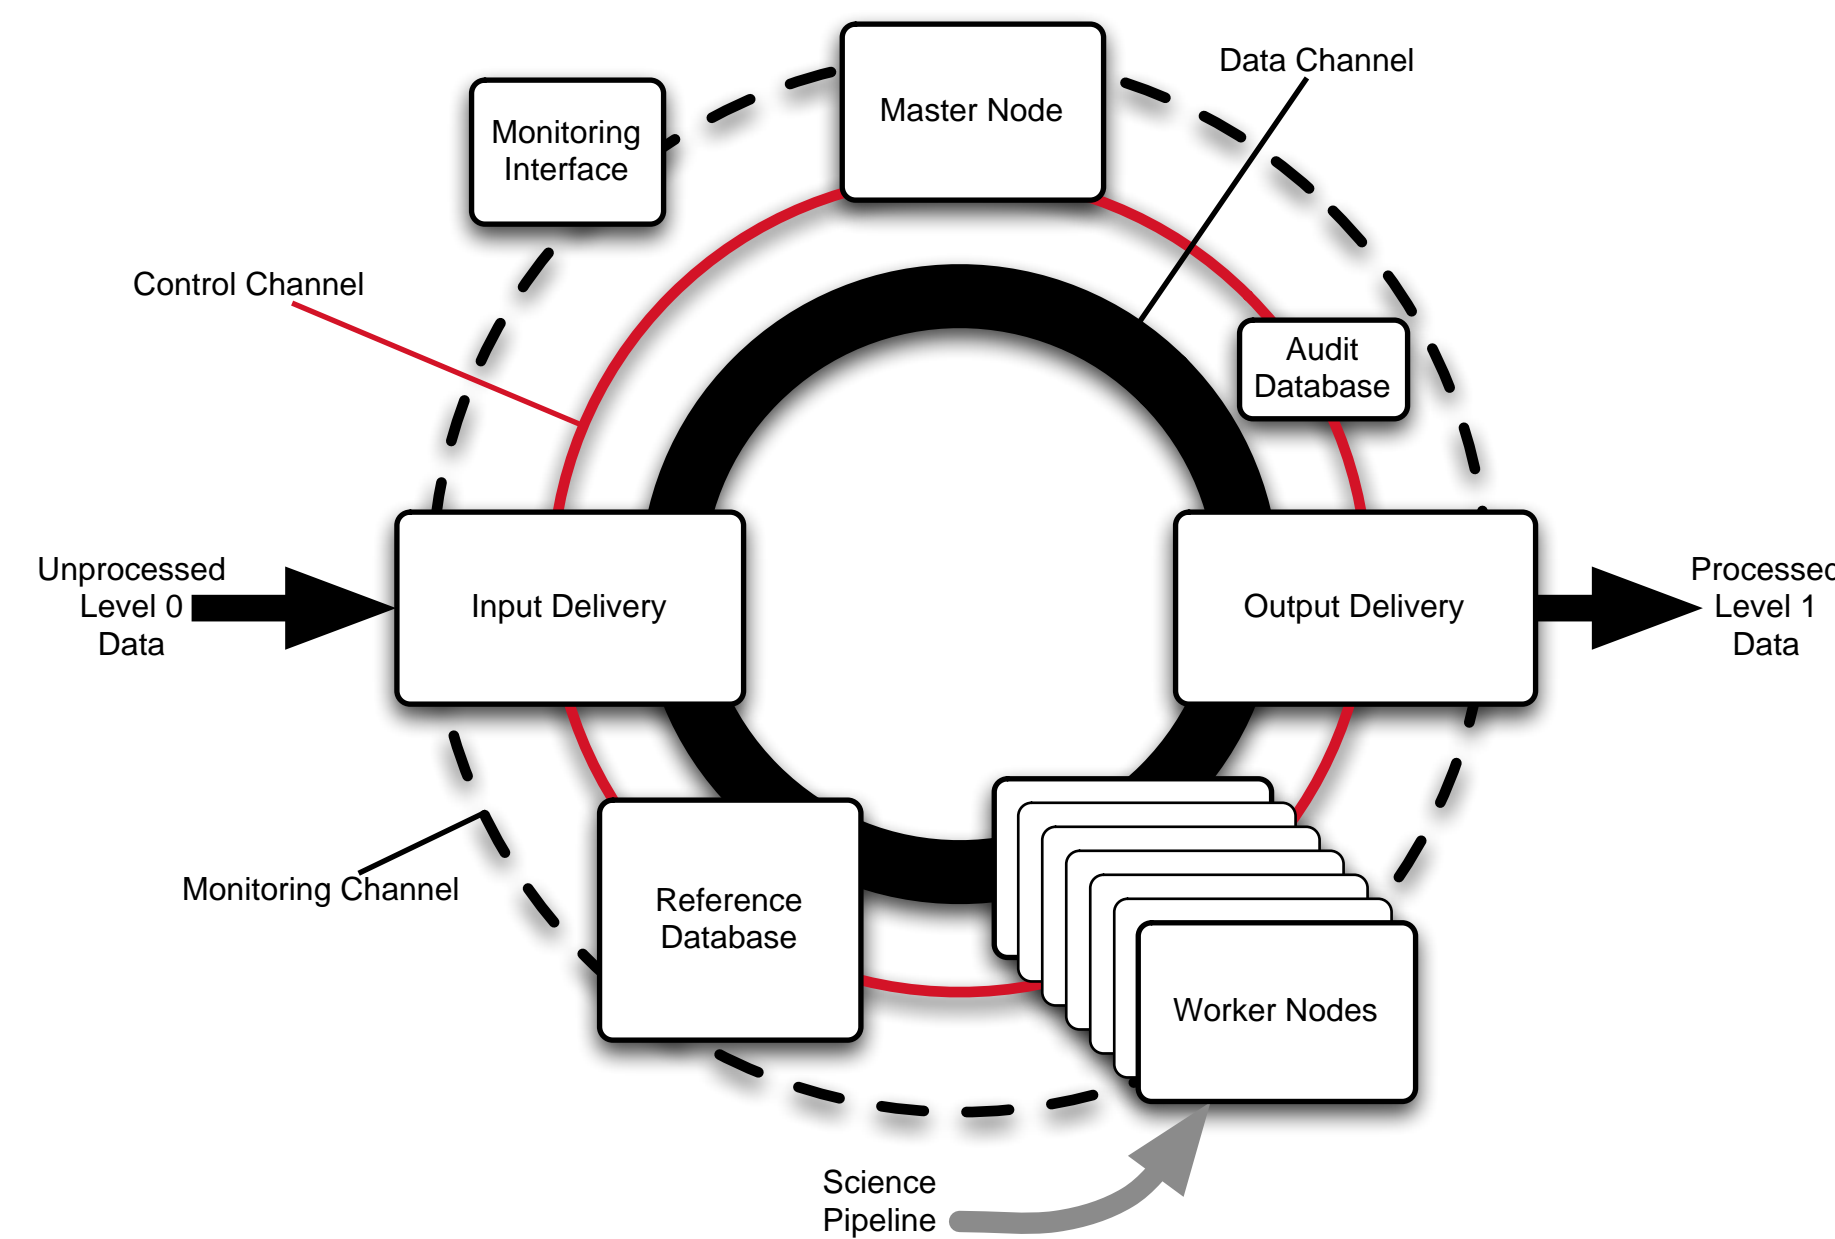 Data Channel
Master Node
Monitoring
Interface
Control Channel
Audit
Database
Unprocessed
Level 0
Data
Input Delivery
Output Delivery
Processed
Level 1
Data
Monitoring Channel
Reference
Database
Worker Nodes
Science
Pipeline